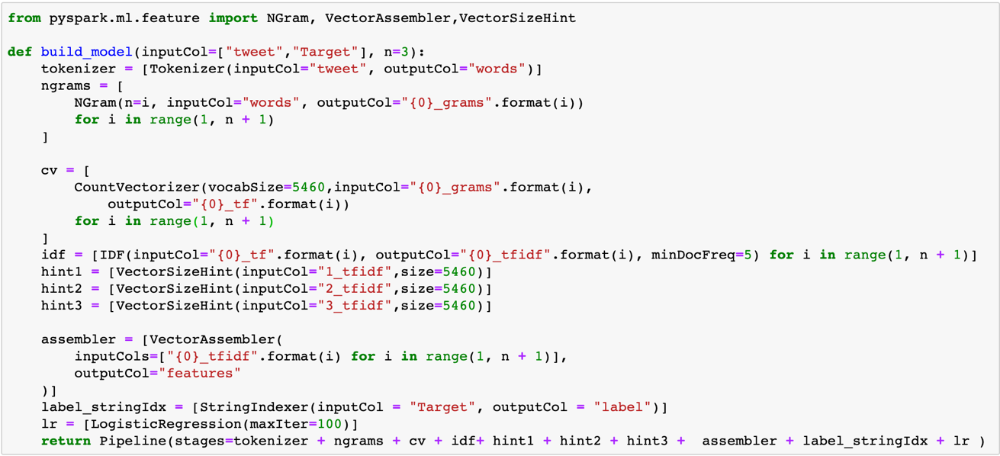 from pyspark.ml.feature import NGram, VectorAssembler,VectorSizeHint
def build_model(inputCol=["tweet","Target"], n=3):
    tokenizer = [Tokenizer(inputCol="tweet", outputCol="words")]
    ngrams = [
        NGram(n=i, inputCol="words", outputCol="{0}_grams".format(i))
        for i in range(1, n + 1)
    ]
    cv = [
        CountVectorizer(vocabSize=5460,inputCol="{0}_grams".format(i),
            outputCol="{0}_tf".format(i))
        for i in range(1, n + 1)
    ]
    idf = [IDF(inputCol="{0}_tf".format(i), outputCol="{0}_tfidf".format(i), minDocFreq=5) for i in range(1, n + 1)]
    hint1 = [VectorSizeHint(inputCol="1_tfidf",size=5460)]
    hint2 = [VectorSizeHint(inputCol="2_tfidf",size=5460)]
    hint3 = [VectorSizeHint(inputCol="3_tfidf",size=5460)]
    assembler = [VectorAssembler(
        inputCols=["{0}_tfidf".format(i) for i in range(1, n + 1)],
        outputCol="features"
    )]
    label_stringIdx = [StringIndexer(inputCol = "Target", outputCol = "label")]
    lr = [LogisticRegression(maxIter=100)]
    return Pipeline(stages=tokenizer + ngrams + cv + idf+ hint1 + hint2 + hint3 +  assembler + label_stringIdx + lr )